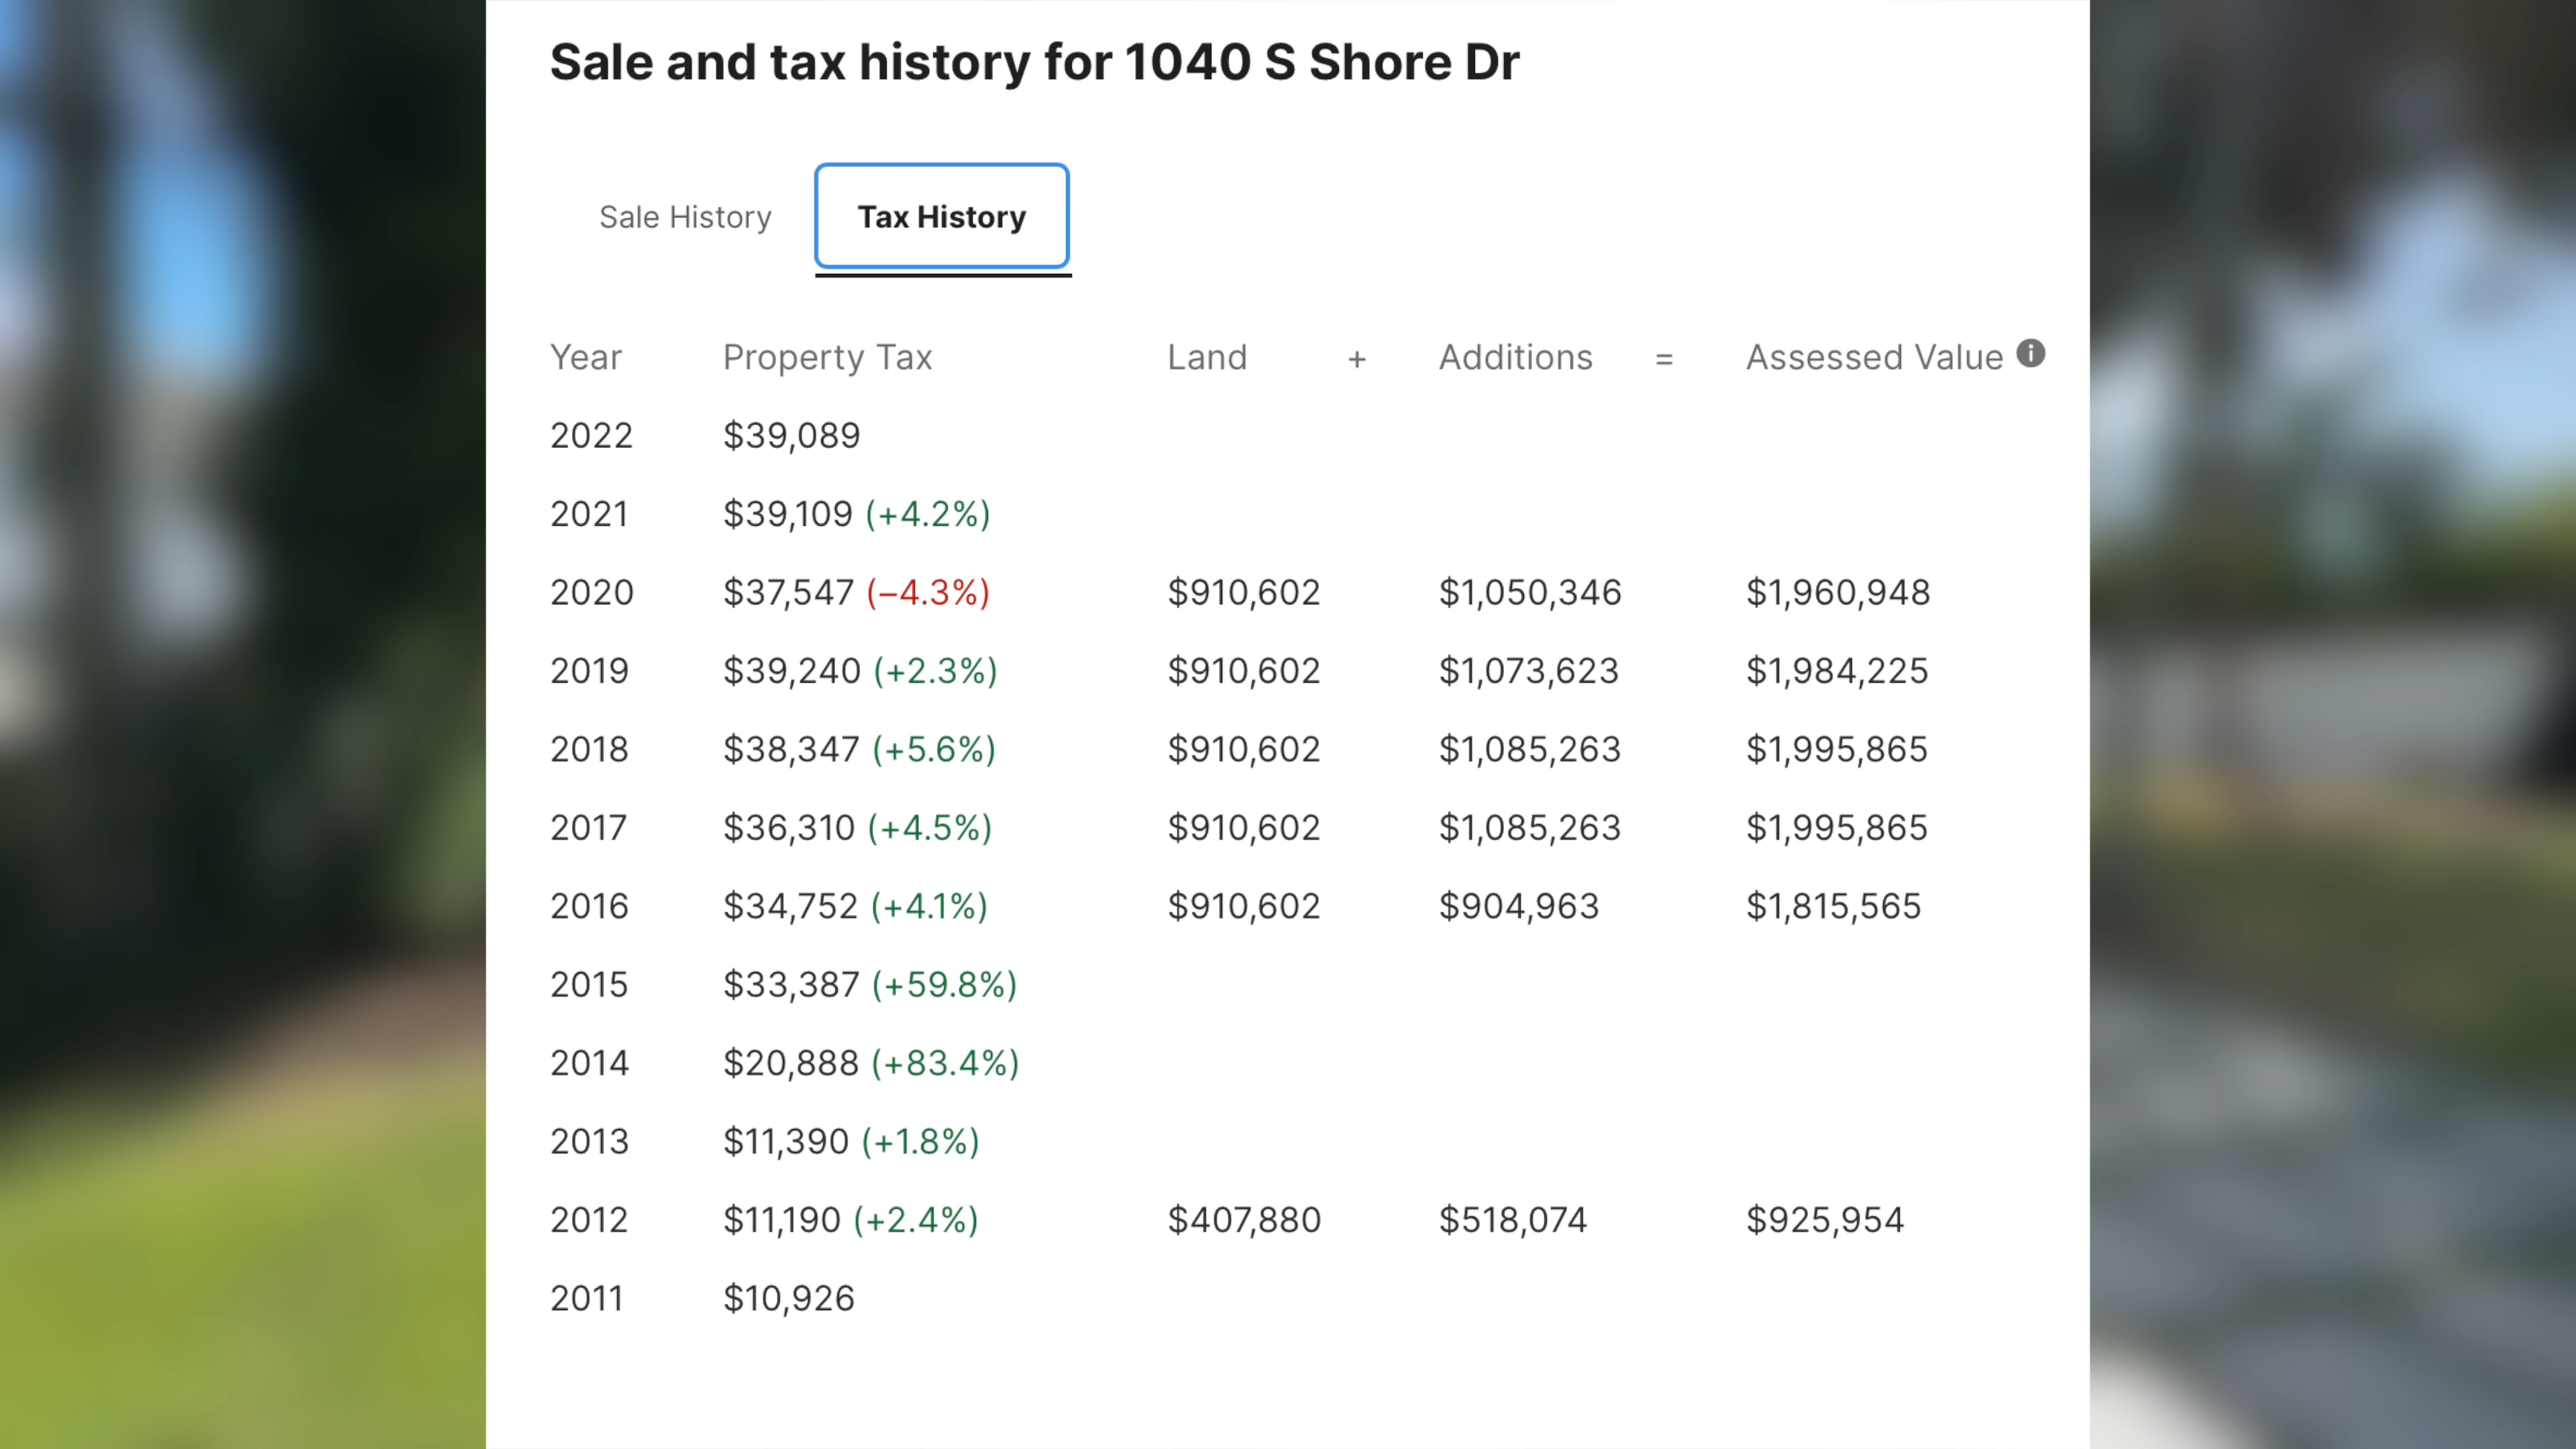 Sale and tax history for 1040 S Shore Dr
Sale History Tax History
Year Property Tax Land + Additions = Assessed Value
2022 $39,089
2021 $39,109 (+4.2%)
2020 $37,547 (–4.3%) $910,602 $1,050,346 $1,960,948
2019 $39,240 (+2.3%) $910,602 $1,073,623 $1,984,225
2018 $38,347 (+5.6%) $910,602 $1,085,263 $1,995,865
2017 $36,310 (+4.5%) $910,602 $1,085,263 $1,995,865
2016 $34,752 (+4.1%) $910,602 $904,963 $1,815,565
2015 $33,387 (+59.8%)
2014 $20,888 (+83.4%)
2013 $11,390 (+1.8%)
2012 $11,190 (+2.4%) $407,880 $518,074 $925,954
2011 $10,926